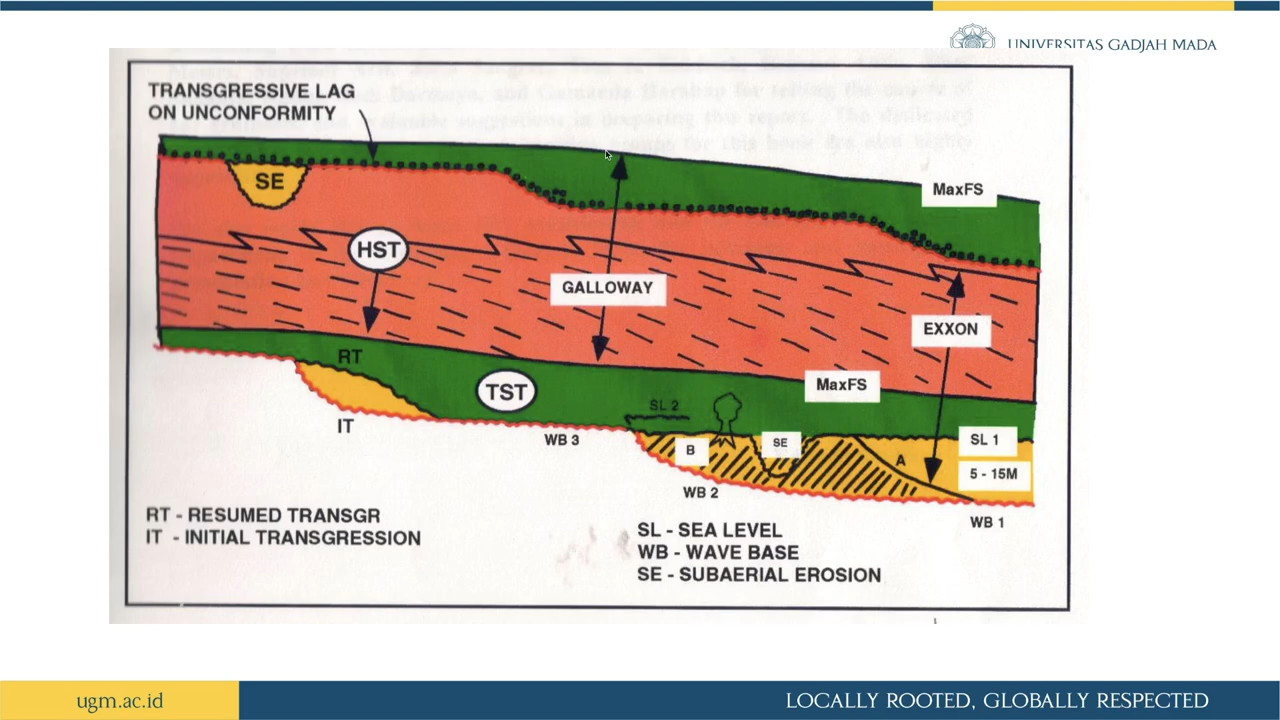 UNIVERSITAS GADJAH MADA
TRANSGRESSIVE LAG
ON UNCONFORMITY
SE
MaxFS
HST
GALLOWAY
EXXON
RT
TST
MaxFS
SL 2
IT
WB 3
B
SE
A
SL 1
5 - 15M
WB 2
WB 1
RT - RESUMED TRANSGR
IT - INITIAL TRANSGRESSION
SL - SEA LEVEL
WB - WAVE BASE
SE - SUBAERIAL EROSION
ugm.ac.id
LOCALLY ROOTED, GLOBALLY RESPECTED